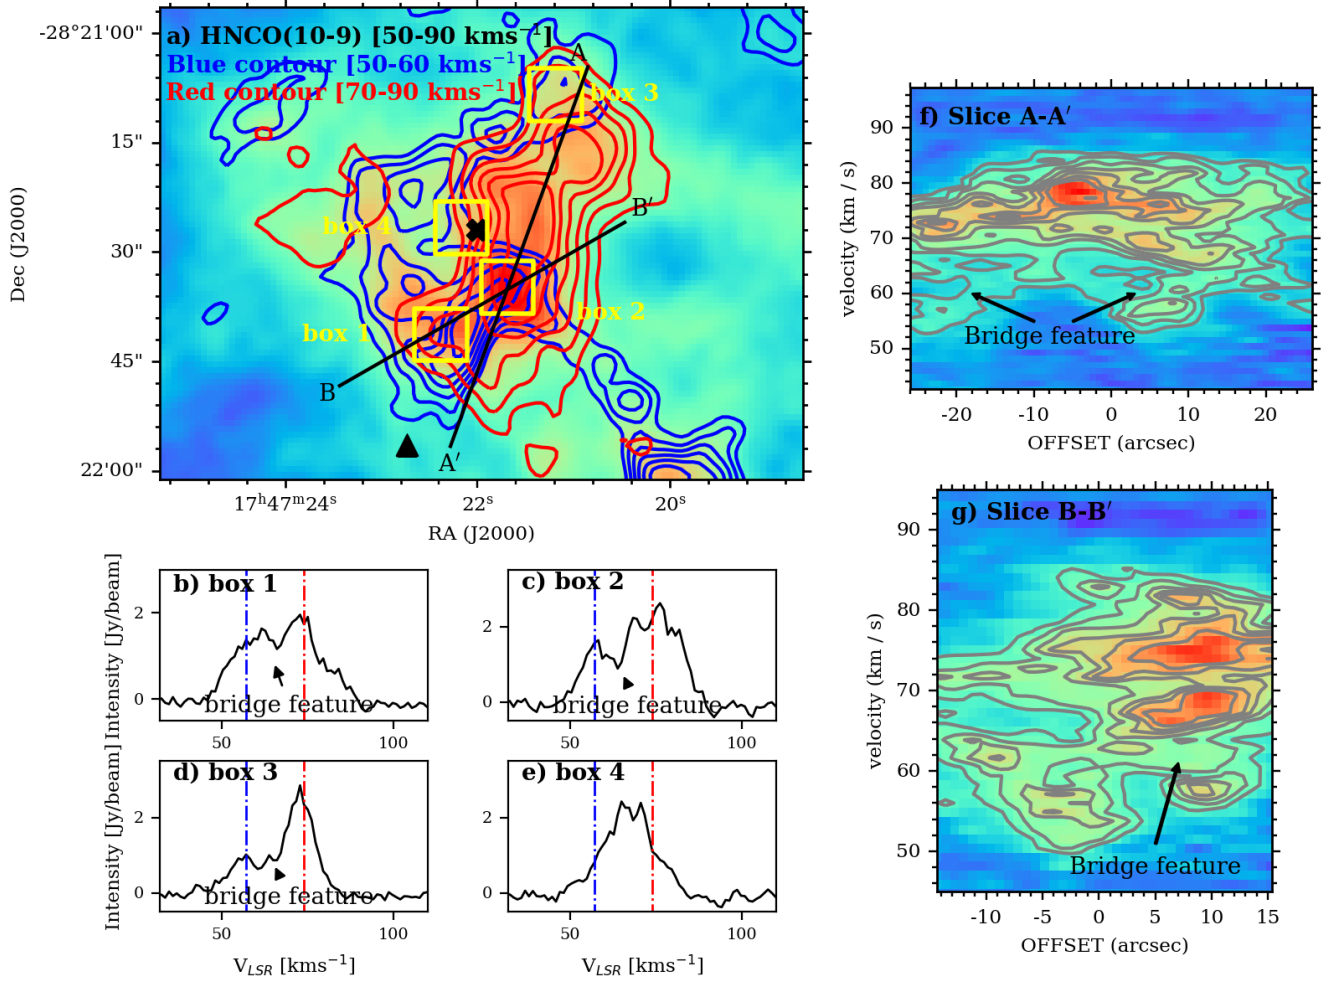 a) HNCO(10-9) [50-90 kms⁻¹]
Blue contour [50-60 kms⁻¹]
Red contour [70-90 kms⁻¹]
A
box 3
B′
box 4
box 2
box 1
B
A′
-28°21'00"
15"
30"
45"
22'00"
Dec (J2000)
17ʰ47ᵐ24ˢ
22ˢ
20ˢ
RA (J2000)
f) Slice A-A′
Bridge feature
90
80
70
60
50
velocity (km / s)
-20
-10
0
10
20
OFFSET (arcsec)
g) Slice B-B′
Bridge feature
90
80
70
60
50
velocity (km / s)
-10
-5
0
5
10
15
OFFSET (arcsec)
b) box 1
bridge feature
2
0
50
100
Intensity [Jy/beam]
c) box 2
bridge feature
2
0
50
100
d) box 3
bridge feature
2
0
50
100
Intensity [Jy/beam]
V_LSR [kms⁻¹]
e) box 4
2
0
50
100
V_LSR [kms⁻¹]